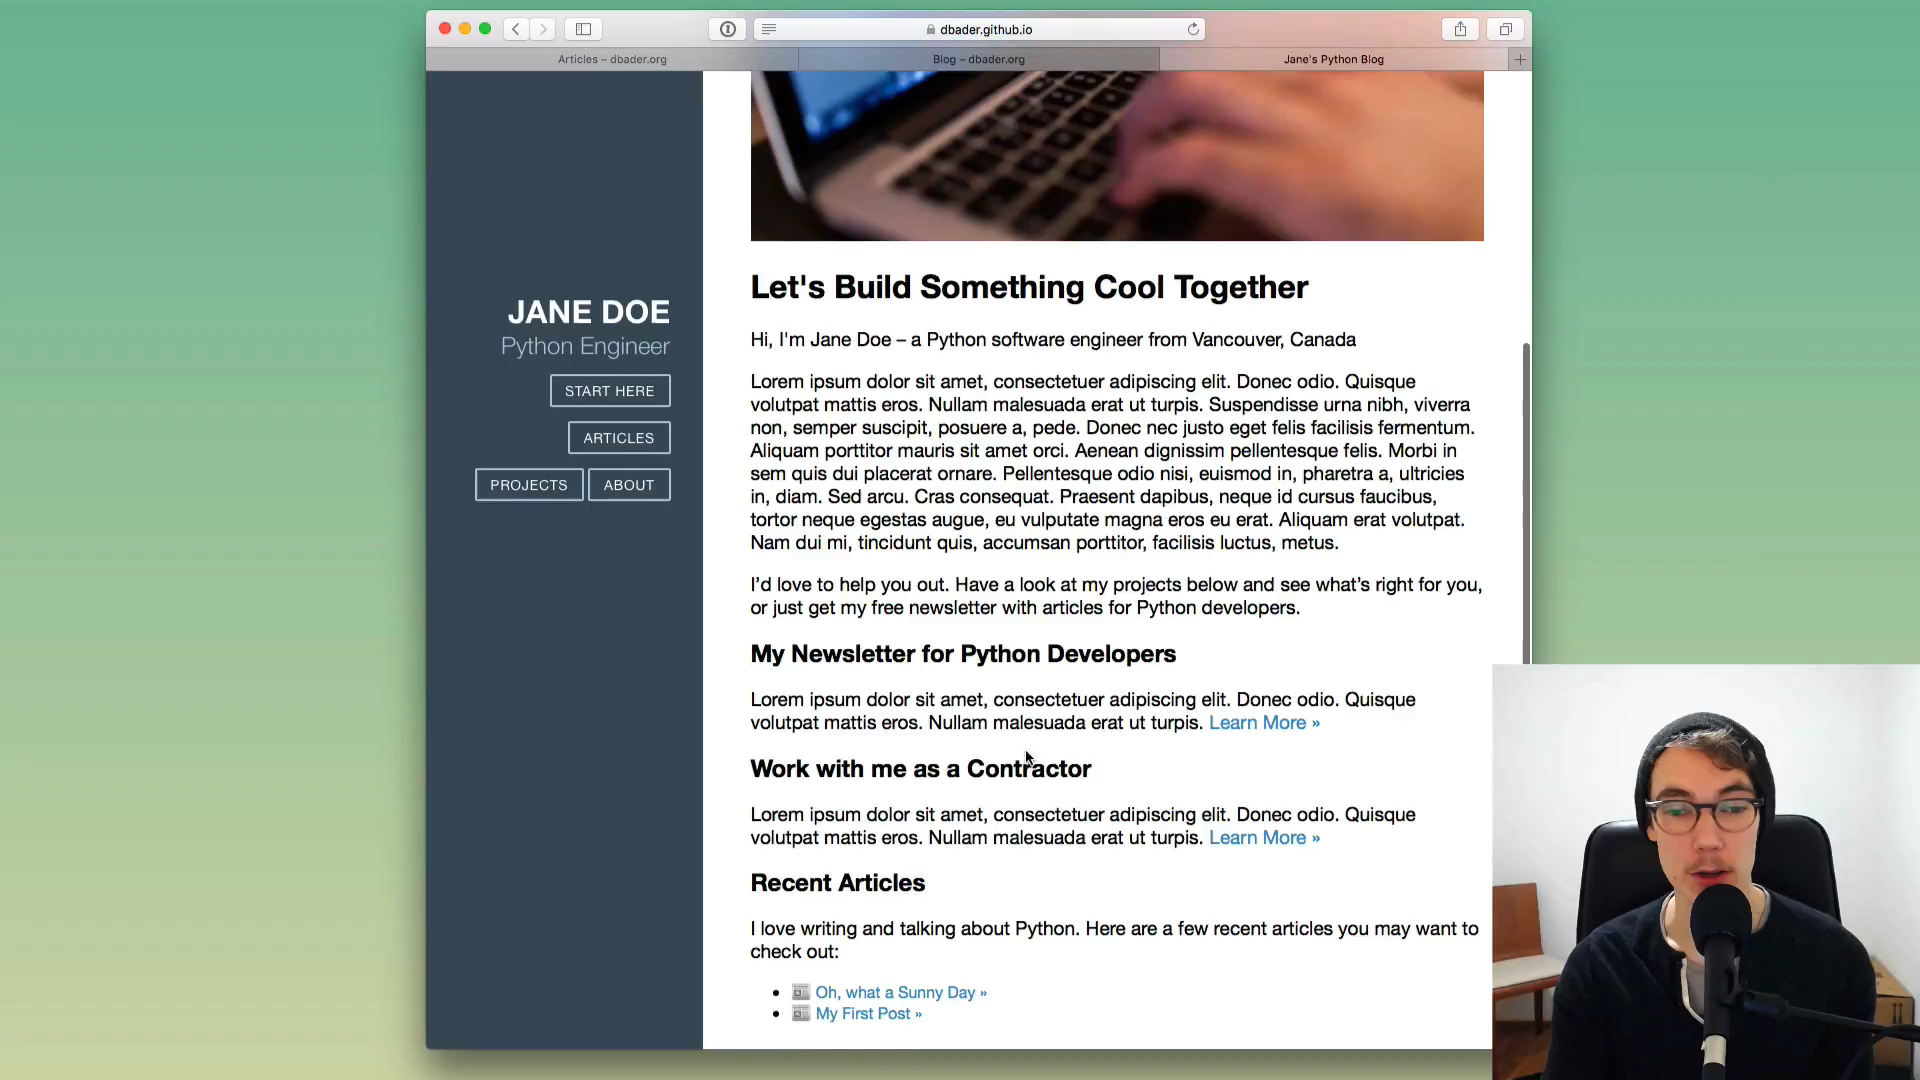 dbader.github.io
Articles – dbader.org
Blog – dbader.org
Jane's Python Blog
JANE DOE
Python Engineer
START HERE
ARTICLES
PROJECTS
ABOUT
Let's Build Something Cool Together
Hi, I'm Jane Doe – a Python software engineer from Vancouver, Canada
Lorem ipsum dolor sit amet, consectetuer adipiscing elit. Donec odio. Quisque
volutpat mattis eros. Nullam malesuada erat ut turpis. Suspendisse urna nibh, viverra
non, semper suscipit, posuere a, pede. Donec nec justo eget felis facilisis fermentum.
Aliquam porttitor mauris sit amet orci. Aenean dignissim pellentesque felis. Morbi in
sem quis dui placerat ornare. Pellentesque odio nisi, euismod in, pharetra a, ultricies
in, diam. Sed arcu. Cras consequat. Praesent dapibus, neque id cursus faucibus,
tortor neque egestas augue, eu vulputate magna eros eu erat. Aliquam erat volutpat.
Nam dui mi, tincidunt quis, accumsan porttitor, facilisis luctus, metus.
I’d love to help you out. Have a look at my projects below and see what’s right for you,
or just get my free newsletter with articles for Python developers.
My Newsletter for Python Developers
Lorem ipsum dolor sit amet, consectetuer adipiscing elit. Donec odio. Quisque
volutpat mattis eros. Nullam malesuada erat ut turpis. Learn More »
Work with me as a Contractor
Lorem ipsum dolor sit amet, consectetuer adipiscing elit. Donec odio. Quisque
volutpat mattis eros. Nullam malesuada erat ut turpis. Learn More »
Recent Articles
I love writing and talking about Python. Here are a few recent articles you may want to
check out:
Oh, what a Sunny Day »
My First Post »